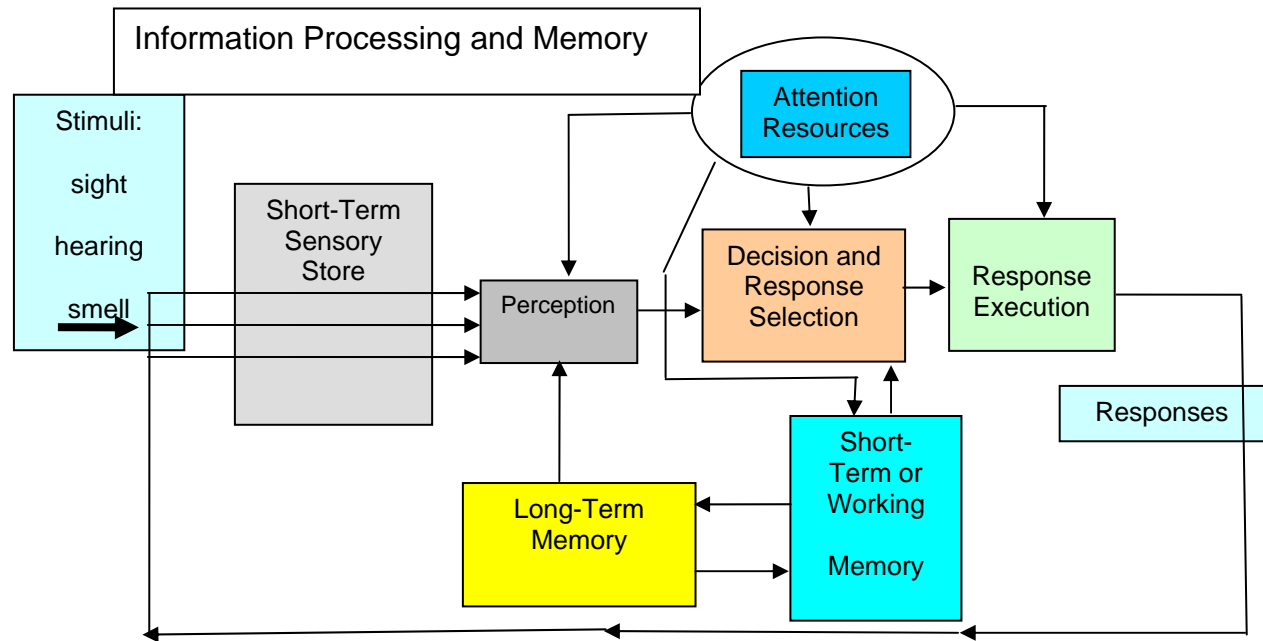 Information Processing and Memory
Attention
Resources
Stimuli:
sight
hearing
smell
Short-Term
Sensory
Store
Perception
Decision and
Response
Selection
Response
Execution
Responses
Long-Term
Memory
Short-
Term or
Working
Memory